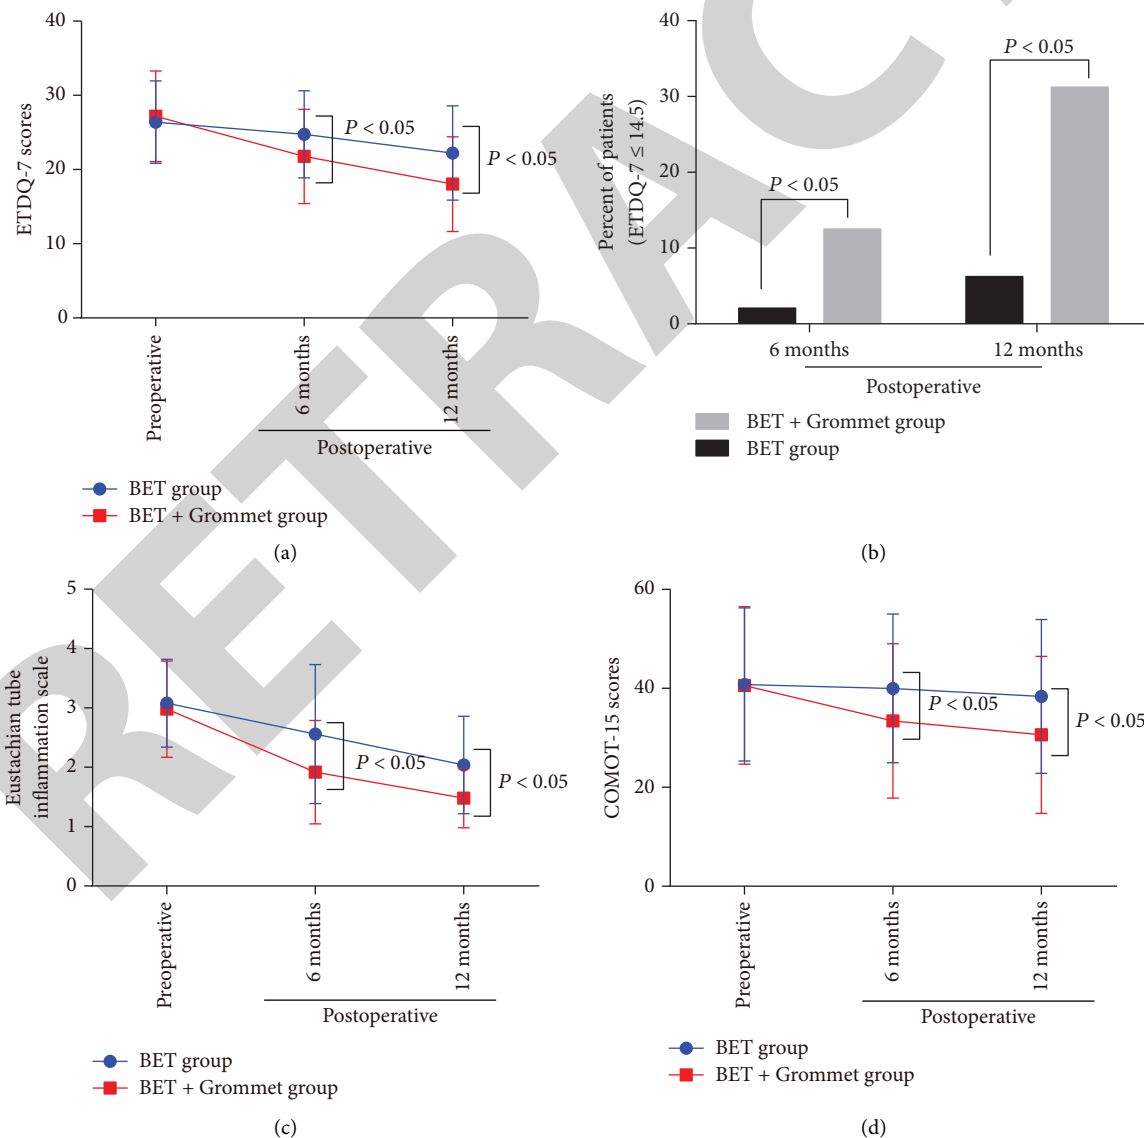 40
30
20
10
0
ETDQ-7 scores
P < 0.05
P < 0.05
Preoperative
6 months
12 months
Postoperative
BET group
BET + Grommet group
(a)
40
30
20
10
0
Percent of patients
(ETDQ-7 ≤ 14.5)
P < 0.05
P < 0.05
6 months
12 months
Postoperative
BET + Grommet group
BET group
(b)
5
4
3
2
1
0
Eustachian tube
inflammation scale
P < 0.05
P < 0.05
Preoperative
6 months
12 months
Postoperative
BET group
BET + Grommet group
(c)
60
40
20
0
COMOT-15 scores
P < 0.05
P < 0.05
Preoperative
6 months
12 months
Postoperative
BET group
BET + Grommet group
(d)
RETRAC